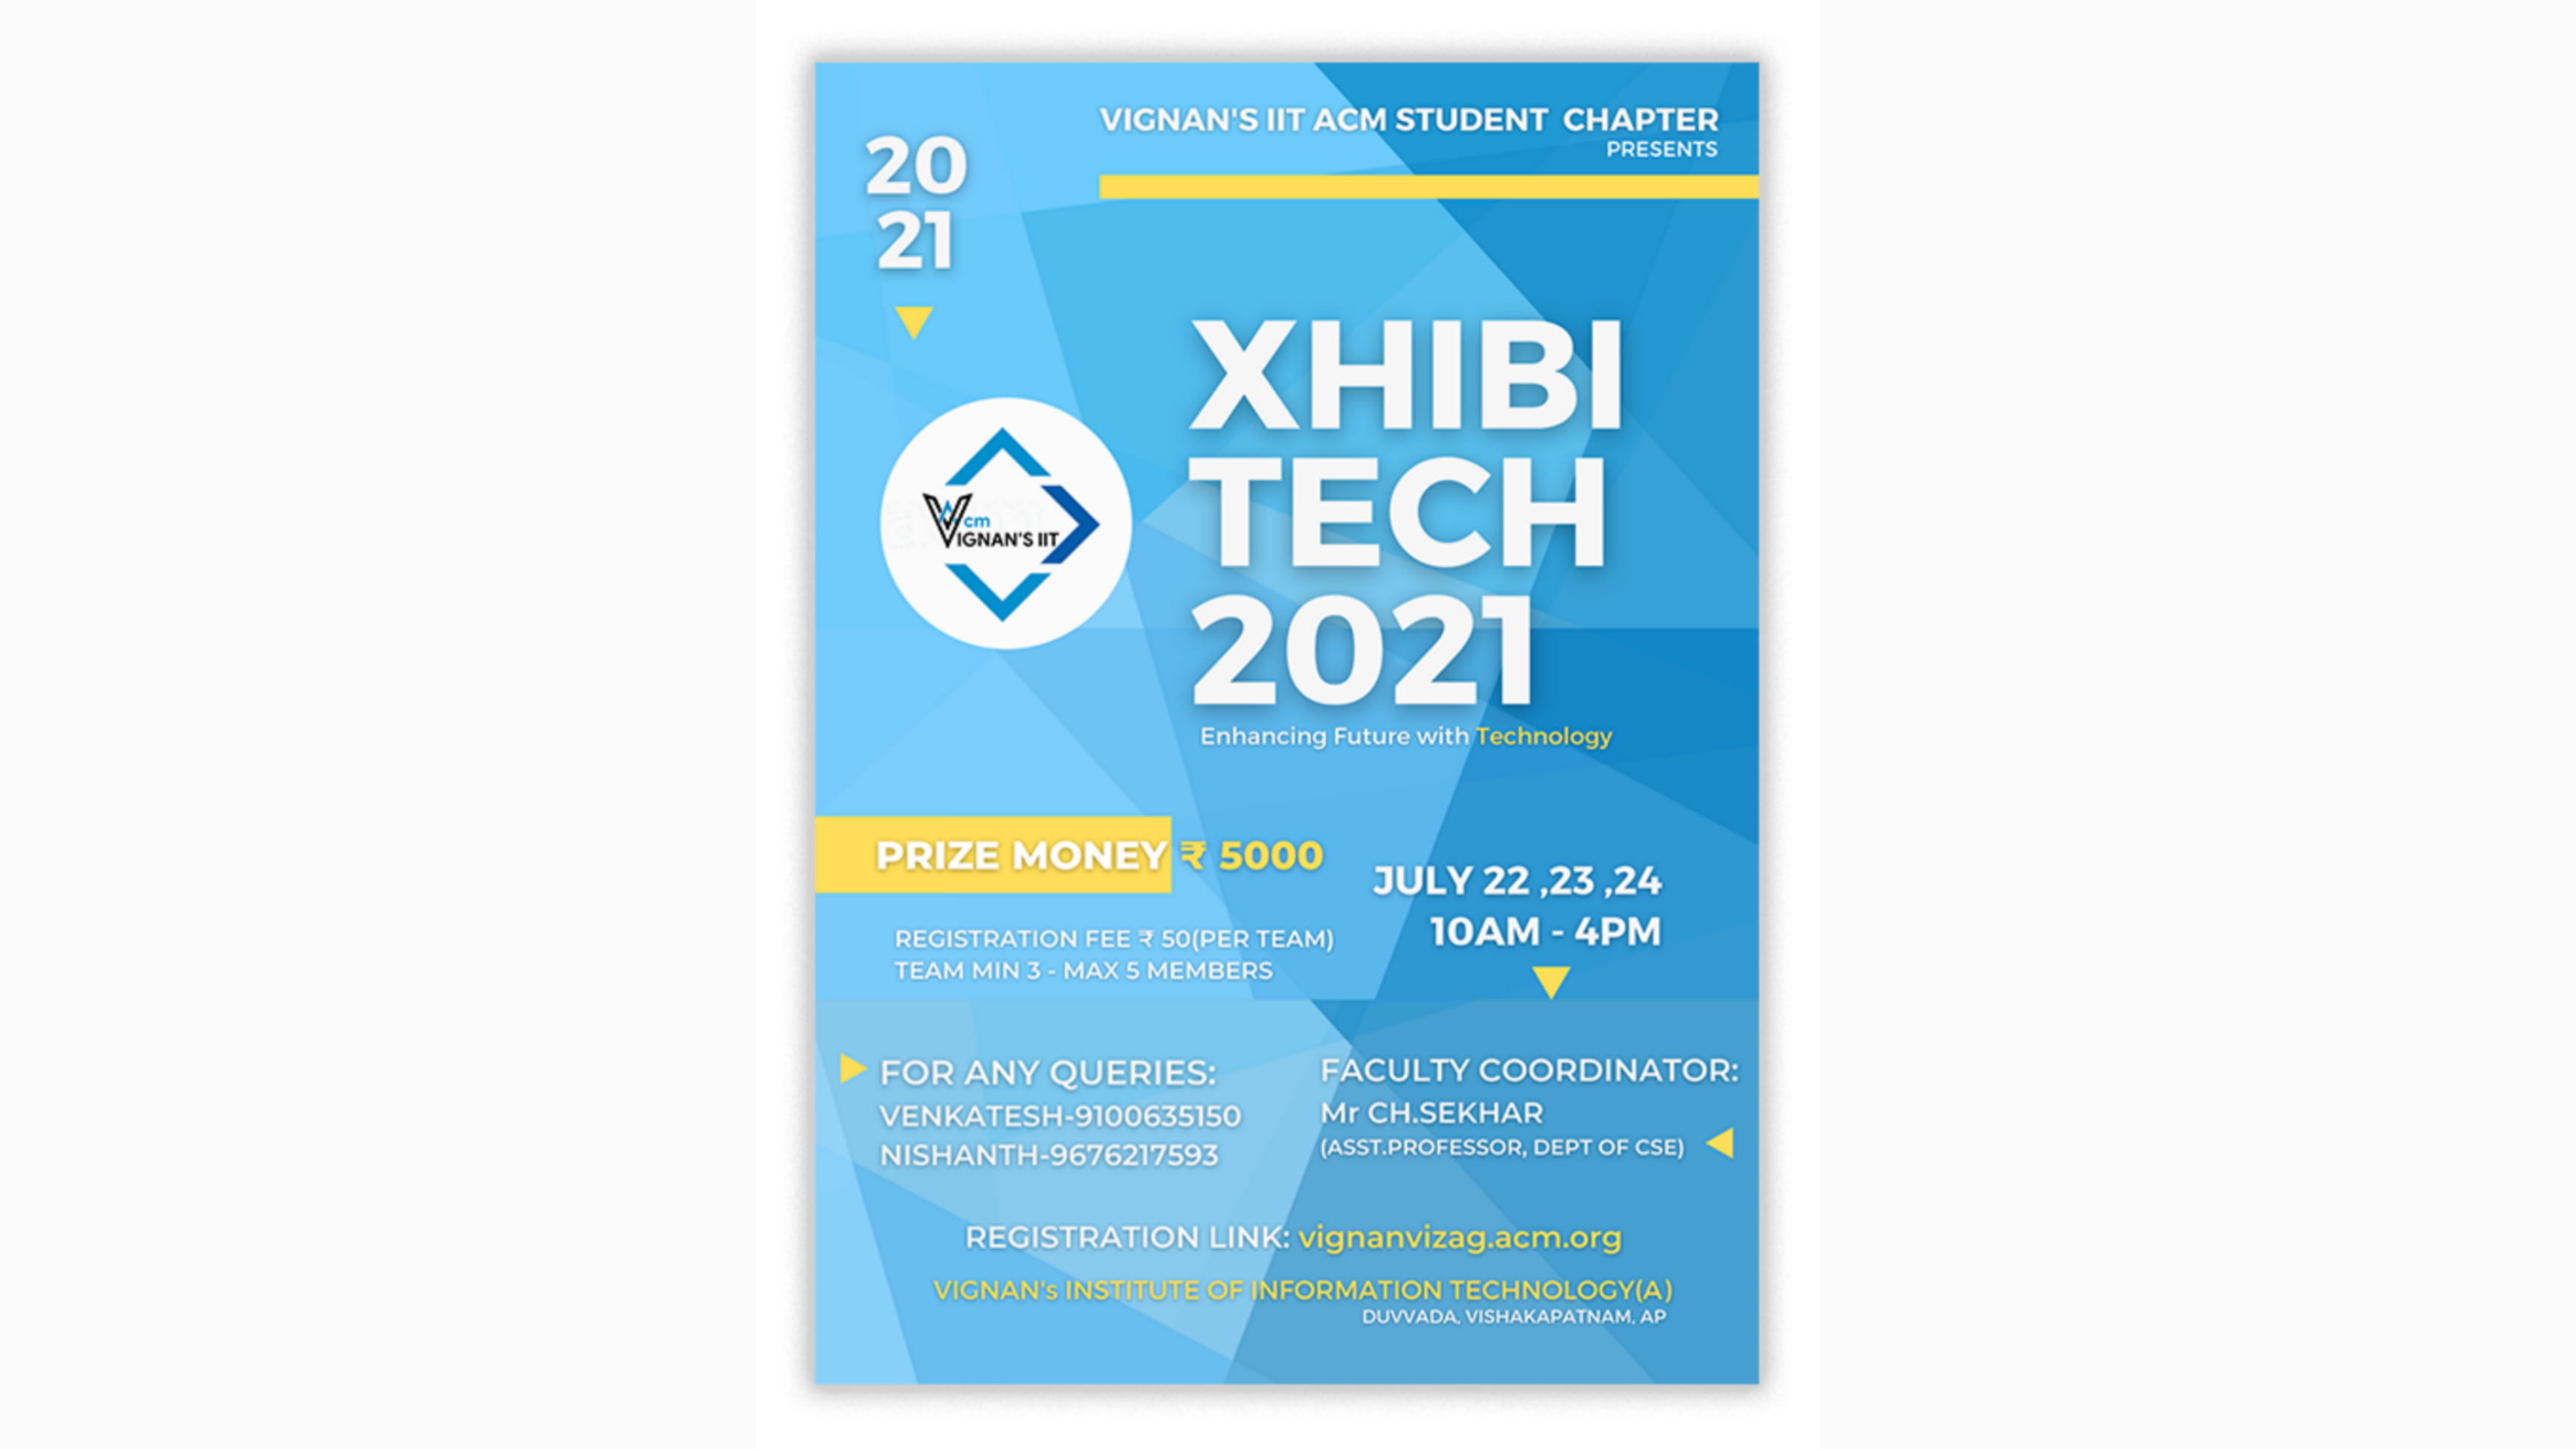 VIGNAN'S IIT ACM STUDENT CHAPTER
PRESENTS
20
21
XHIBI
TECH
2021
Enhancing Future with Technology
cm
VIGNAN'S IIT
PRIZE MONEY ₹ 5000
REGISTRATION FEE ₹ 50(PER TEAM)
TEAM MIN 3 - MAX 5 MEMBERS
JULY 22 ,23 ,24
10AM - 4PM
FOR ANY QUERIES:
VENKATESH-9100635150
NISHANTH-9676217593
FACULTY COORDINATOR:
Mr CH.SEKHAR
(ASST.PROFESSOR, DEPT OF CSE)
REGISTRATION LINK: vignanvizag.acm.org
VIGNAN's INSTITUTE OF INFORMATION TECHNOLOGY(A)
DUVVADA, VISHAKAPATNAM, AP